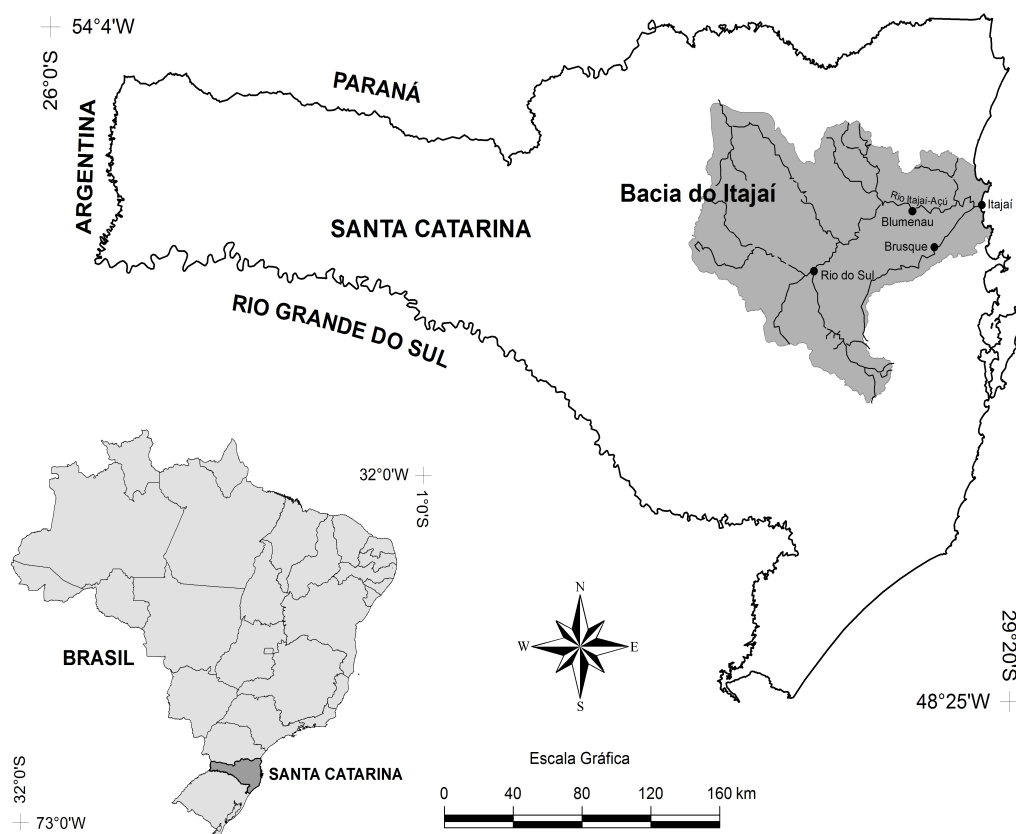 54°4'W
26°0'S
PARANÁ
ARGENTINA
Bacia do Itajaí
Rio Itajaí-Açú
Itajaí
Blumenau
SANTA CATARINA
Brusque
Rio do Sul
RIO GRANDE DO SUL
32°0'W
1°0'S
N
W
E
S
BRASIL
29°20'S
48°25'W
Escala Gráfica
SANTA CATARINA
0 40 80 120 160 km
32°0'S
73°0'W